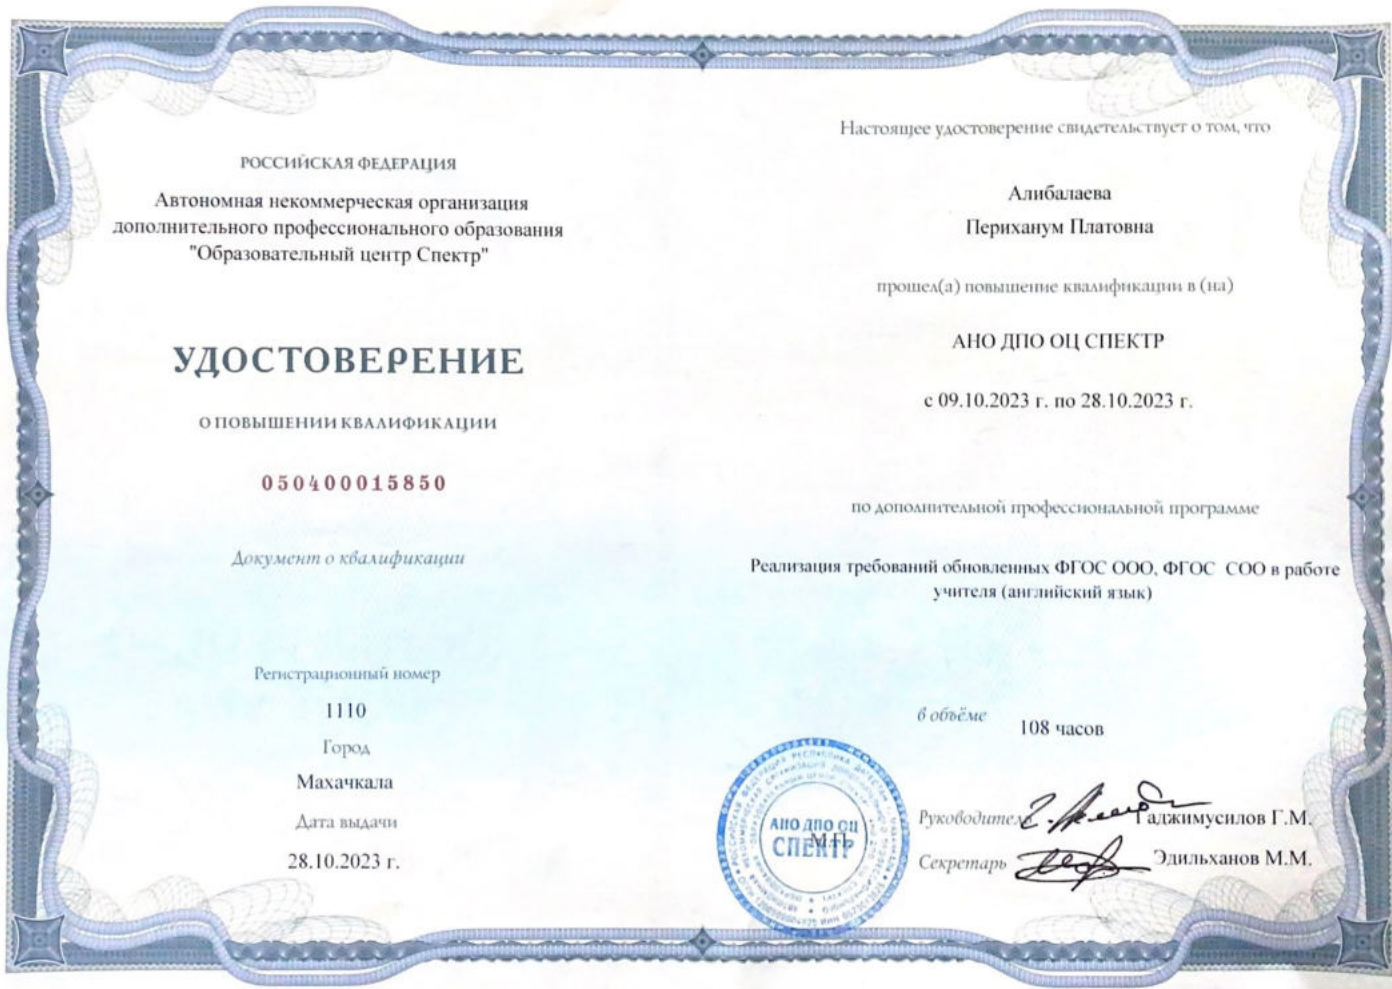 РОССИЙСКАЯ ФЕДЕРАЦИЯ
Автономная некоммерческая организация
дополнительного профессионального образования
"Образовательный центр Спектр"
УДОСТОВЕРЕНИЕ
О ПОВЫШЕНИИ КВАЛИФИКАЦИИ
050400015850
Документ о квалификации
Регистрационный номер
1110
Город
Махачкала
Дата выдачи
28.10.2023 г.
Настоящее удостоверение свидетельствует о том, что
Алибалаева
Периханум Платовна
прошел(а) повышение квалификации в (на)
АНО ДПО ОЦ СПЕКТР
с 09.10.2023 г. по 28.10.2023 г.
по дополнительной профессиональной программе
Реализация требований обновленных ФГОС ООО, ФГОС СОО в работе
учителя (английский язык)
в объёме 108 часов
АНО ДПО ОЦ
СПЕКТР
М.П.
Руководитель Гаджимусилов Г.М.
Секретарь Эдильханов М.М.